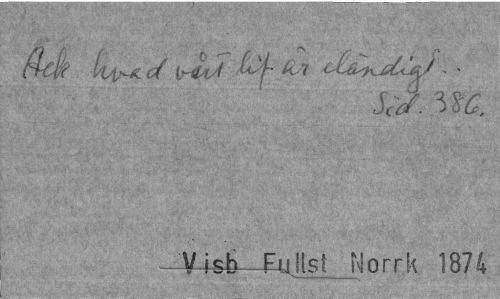 Ack hvad vårt lif är eländigt..
Sid. 386.
Visb Fullst Norrk 1874